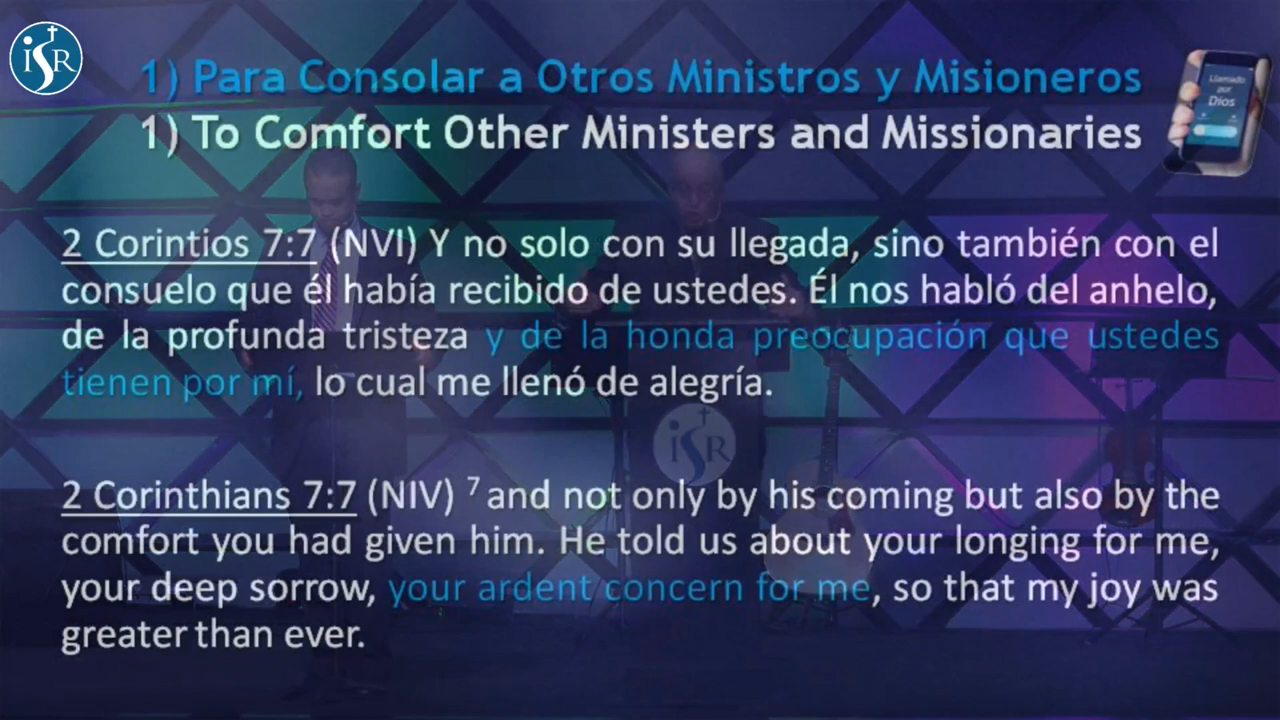 iSR
1) Para Consolar a Otros Ministros y Misioneros
1) To Comfort Other Ministers and Missionaries
Llamado
por
Dios
2 Corintios 7:7 (NVI) Y no solo con su llegada, sino también con el
consuelo que él había recibido de ustedes. Él nos habló del anhelo,
de la profunda tristeza y de la honda preocupación que ustedes
tienen por mí, lo cual me llenó de alegría.
iSR
2 Corinthians 7:7 (NIV) ⁷ and not only by his coming but also by the
comfort you had given him. He told us about your longing for me,
your deep sorrow, your ardent concern for me, so that my joy was
greater than ever.